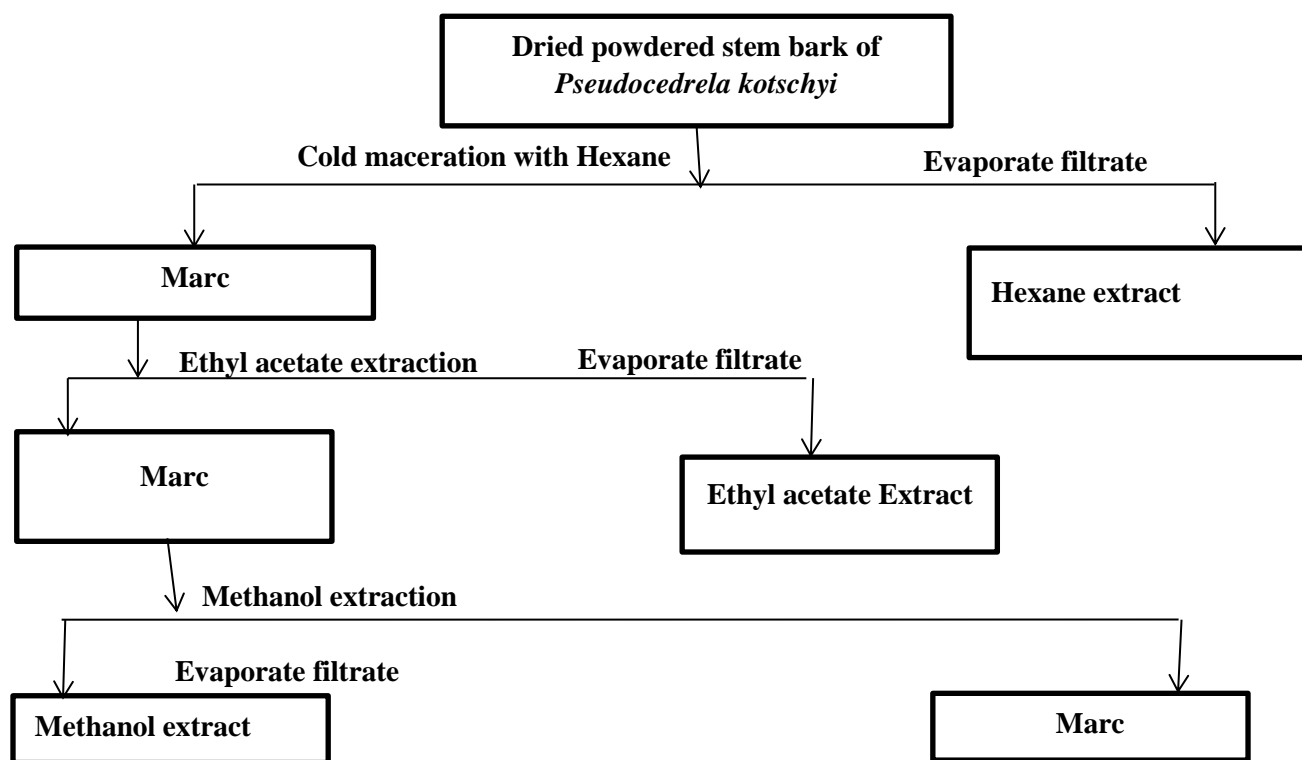 Dried powdered stem bark of
Pseudocedrela kotschyi
Cold maceration with Hexane
Evaporate filtrate
Marc
Hexane extract
Ethyl acetate extraction
Evaporate filtrate
Marc
Ethyl acetate Extract
Methanol extraction
Evaporate filtrate
Methanol extract
Marc